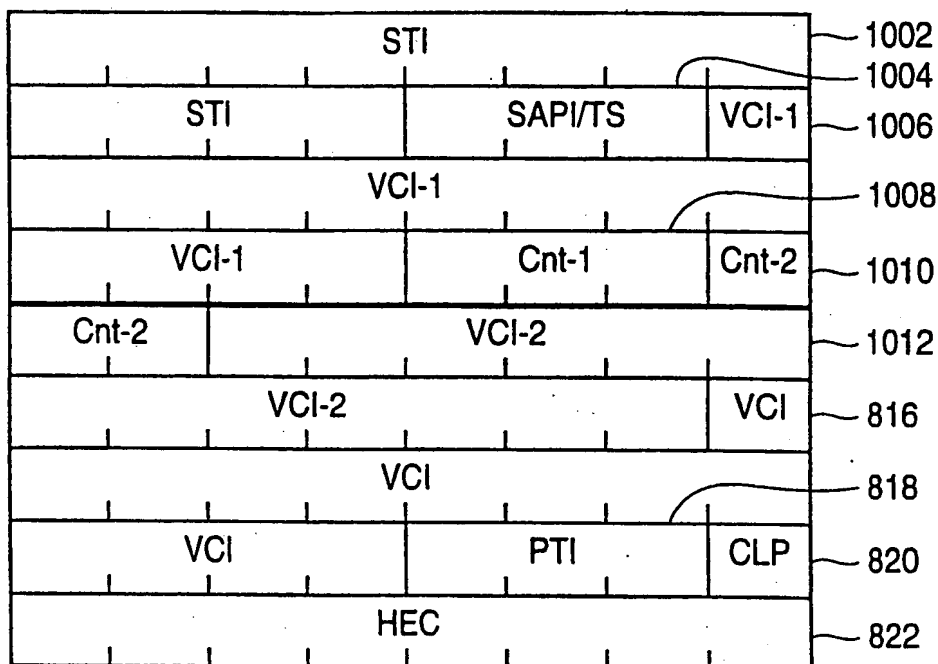 STI 1002
1004
STI SAPI/TS VCI-1 1006
VCI-1 1008
VCI-1 Cnt-1 Cnt-2 1010
Cnt-2 VCI-2 1012
VCI-2 VCI 816
VCI 818
VCI PTI CLP 820
HEC 822